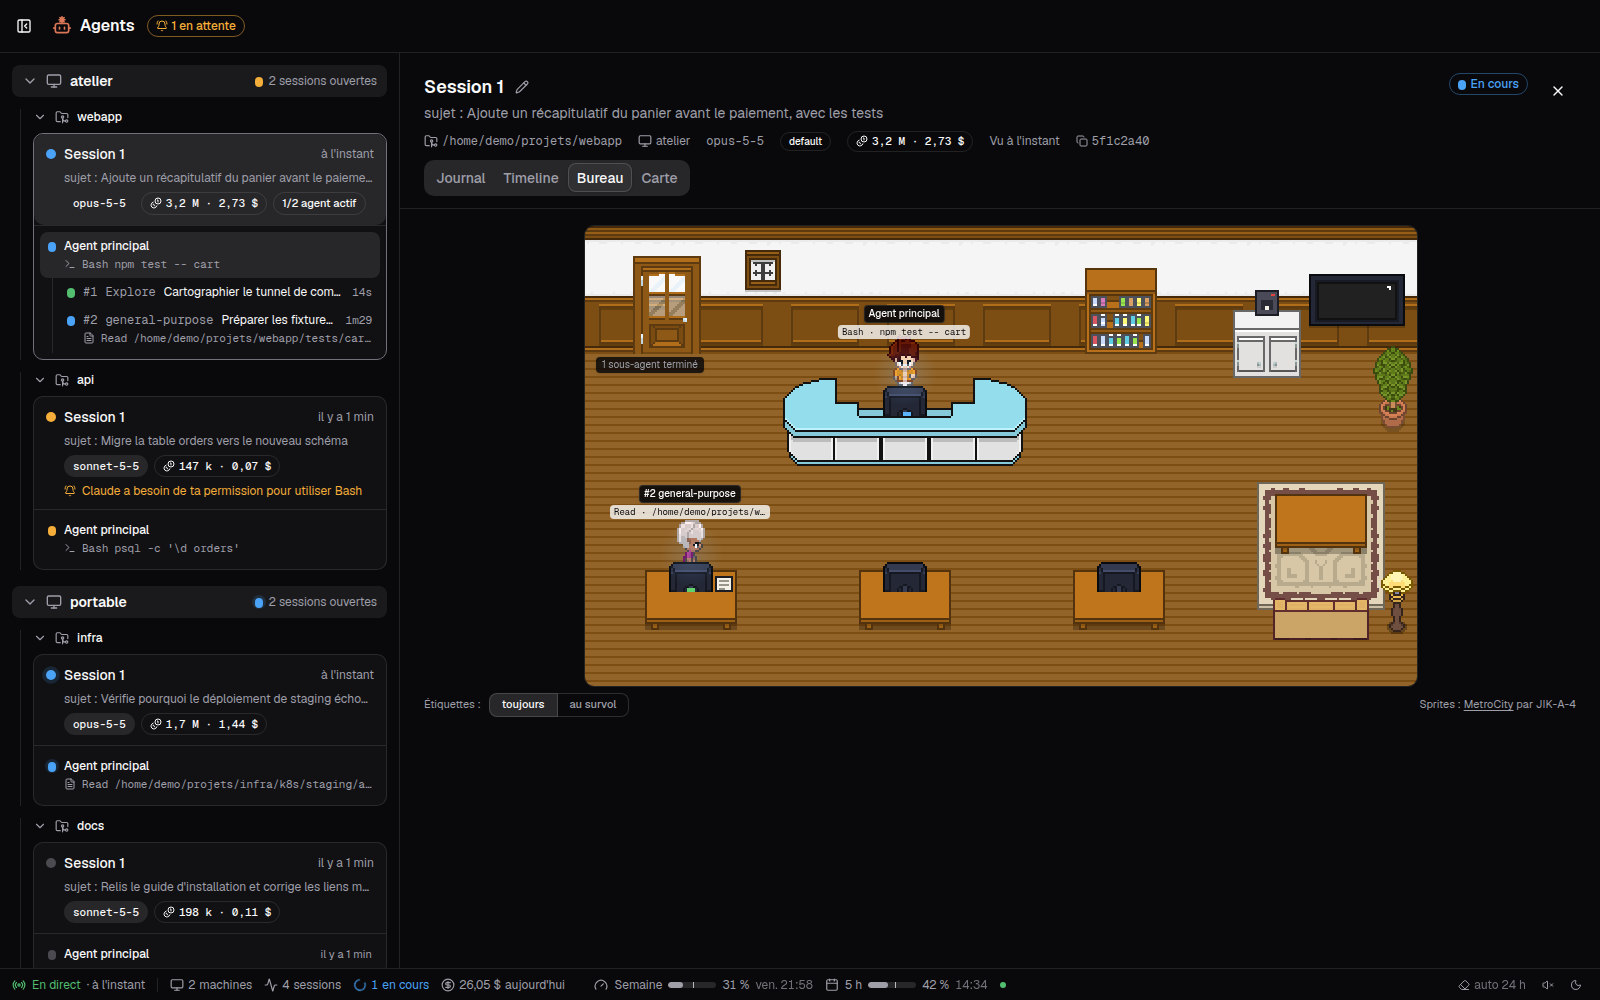 Agents
1 en attente
atelier
2 sessions ouvertes
webapp
Session 1
à l'instant
sujet : Ajoute un récapitulatif du panier avant le paieme…
opus-5-5
3,2 M · 2,73 $
1/2 agent actif
Agent principal
Bash npm test -- cart
#1 Explore Cartographier le tunnel de com… 14s
#2 general-purpose Préparer les fixture… 1m29
Read /home/demo/projets/webapp/tests/car…
api
Session 1
il y a 1 min
sujet : Migre la table orders vers le nouveau schéma
sonnet-5-5
147 k · 0,07 $
Claude a besoin de ta permission pour utiliser Bash
Agent principal
Bash psql -c '\d orders'
portable
2 sessions ouvertes
infra
Session 1
à l'instant
sujet : Vérifie pourquoi le déploiement de staging écho…
opus-5-5
1,7 M · 1,44 $
Agent principal
Read /home/demo/projets/infra/k8s/staging/a…
docs
Session 1
il y a 1 min
sujet : Relis le guide d'installation et corrige les liens m…
sonnet-5-5
198 k · 0,11 $
Agent principal
il y a 1 min
Session 1
En cours
sujet : Ajoute un récapitulatif du panier avant le paiement, avec les tests
/home/demo/projets/webapp
atelier
opus-5-5
default
3,2 M · 2,73 $
Vu à l'instant
5f1c2a40
Journal
Timeline
Bureau
Carte
Agent principal
Bash · npm test -- cart
1 sous-agent terminé
#2 general-purpose
Read · /home/demo/projets/w…
Étiquettes :
toujours
au survol
Sprites : MetroCity par JIK-A-4
En direct · à l'instant
2 machines
4 sessions
1 en cours
26,05 $ aujourd'hui
Semaine
31 % ven. 21:58
5 h
42 % 14:34
auto 24 h